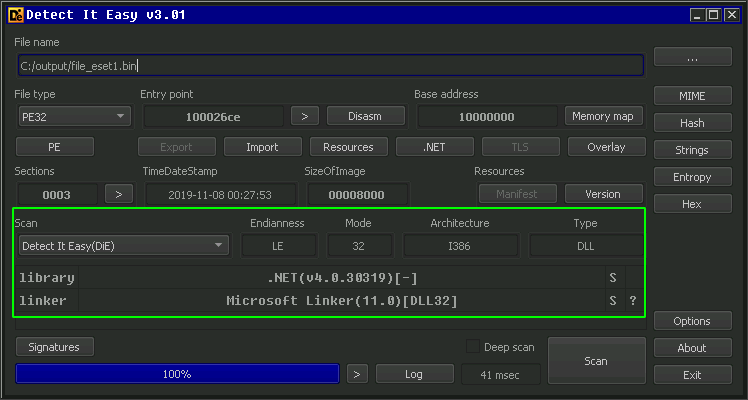 Detect It Easy v3.01
File name
...
C:/output/file_eset1.bin
File type Entry point Base address
PE32 100026ce > Disasm 10000000 Memory map MIME
PE Export Import Resources .NET TLS Overlay Hash
Sections TimeDateStamp SizeOfImage Resources Strings
0003 > 2019-11-08 00:27:53 00008000 Manifest Version Entropy
Scan Endianness Mode Architecture Type Hex
Detect It Easy(DiE) LE 32 I386 DLL
library .NET(v4.0.30319)[-] S
linker Microsoft Linker(11.0)[DLL32] S ?
Options
Signatures Deep scan Scan About
100% > Log 41 msec Exit